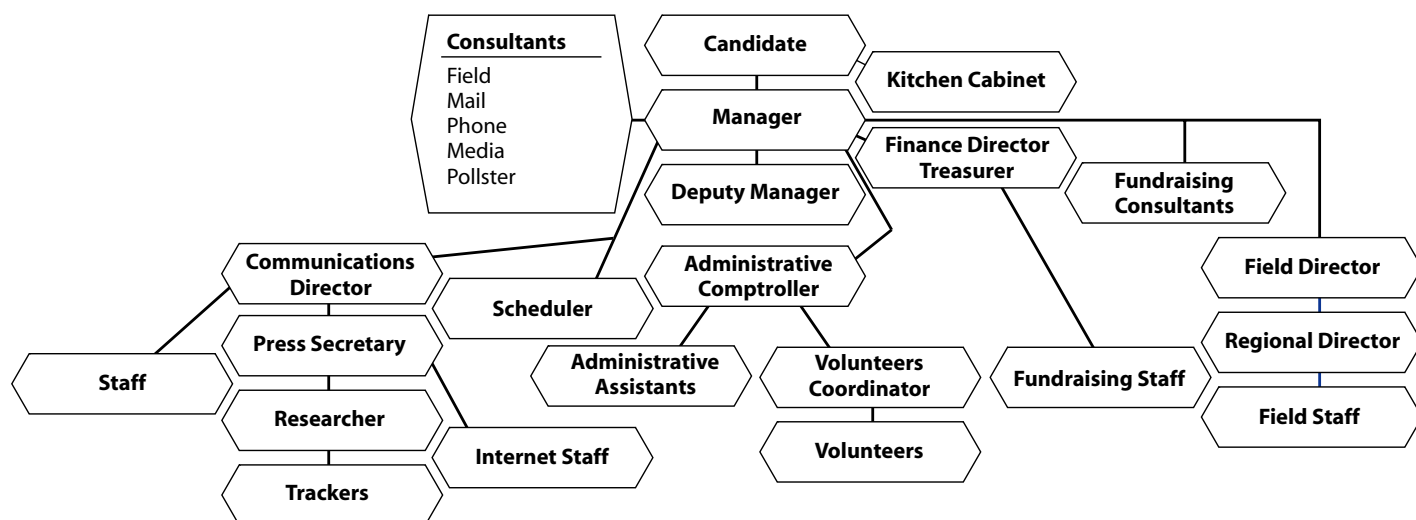 Consultants
Field
Mail
Phone
Media
Pollster
Candidate
Kitchen Cabinet
Manager
Finance Director
Treasurer
Deputy Manager
Fundraising
Consultants
Communications
Director
Scheduler
Administrative
Comptroller
Field Director
Press Secretary
Regional Director
Staff
Administrative
Assistants
Volunteers
Coordinator
Fundraising Staff
Researcher
Field Staff
Internet Staff
Volunteers
Trackers